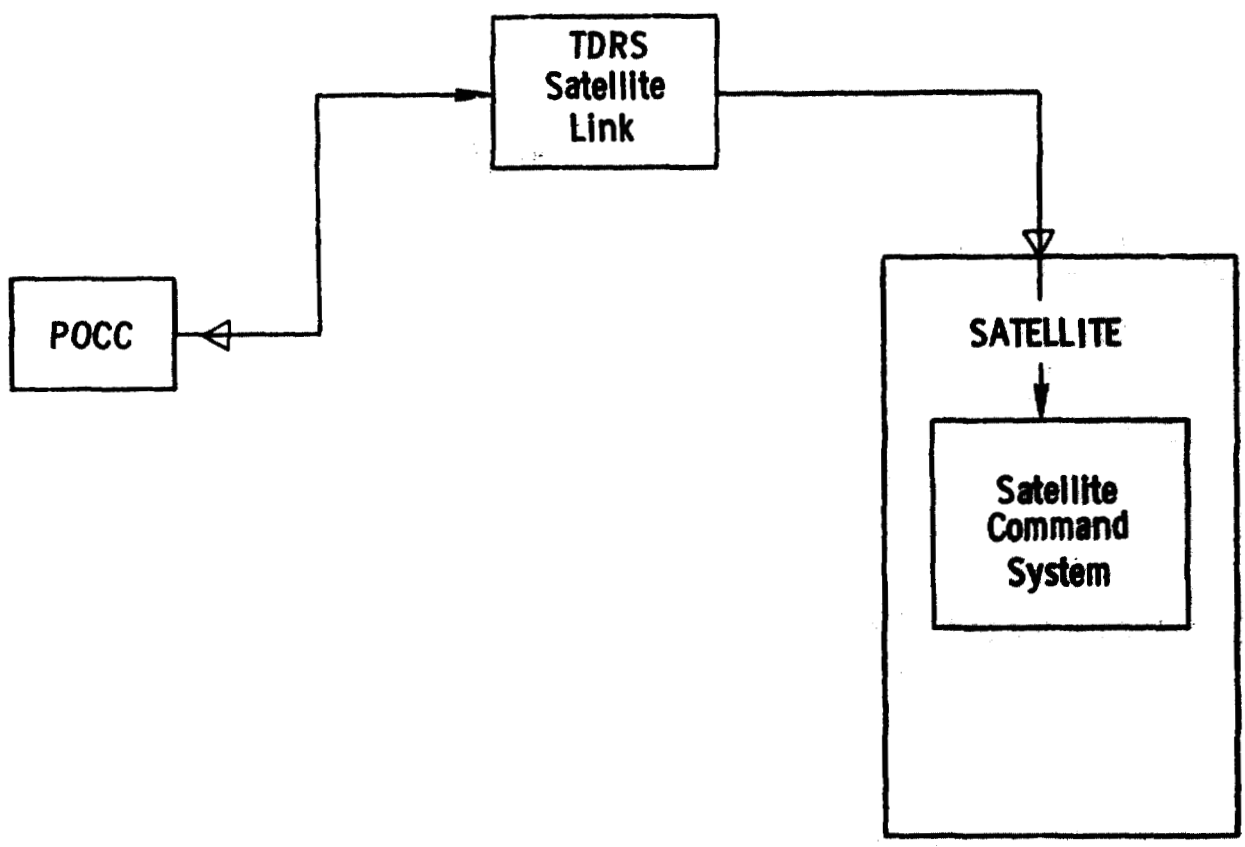 TDRS
Satellite
Link
POCC
SATELLITE
Satellite
Command
System